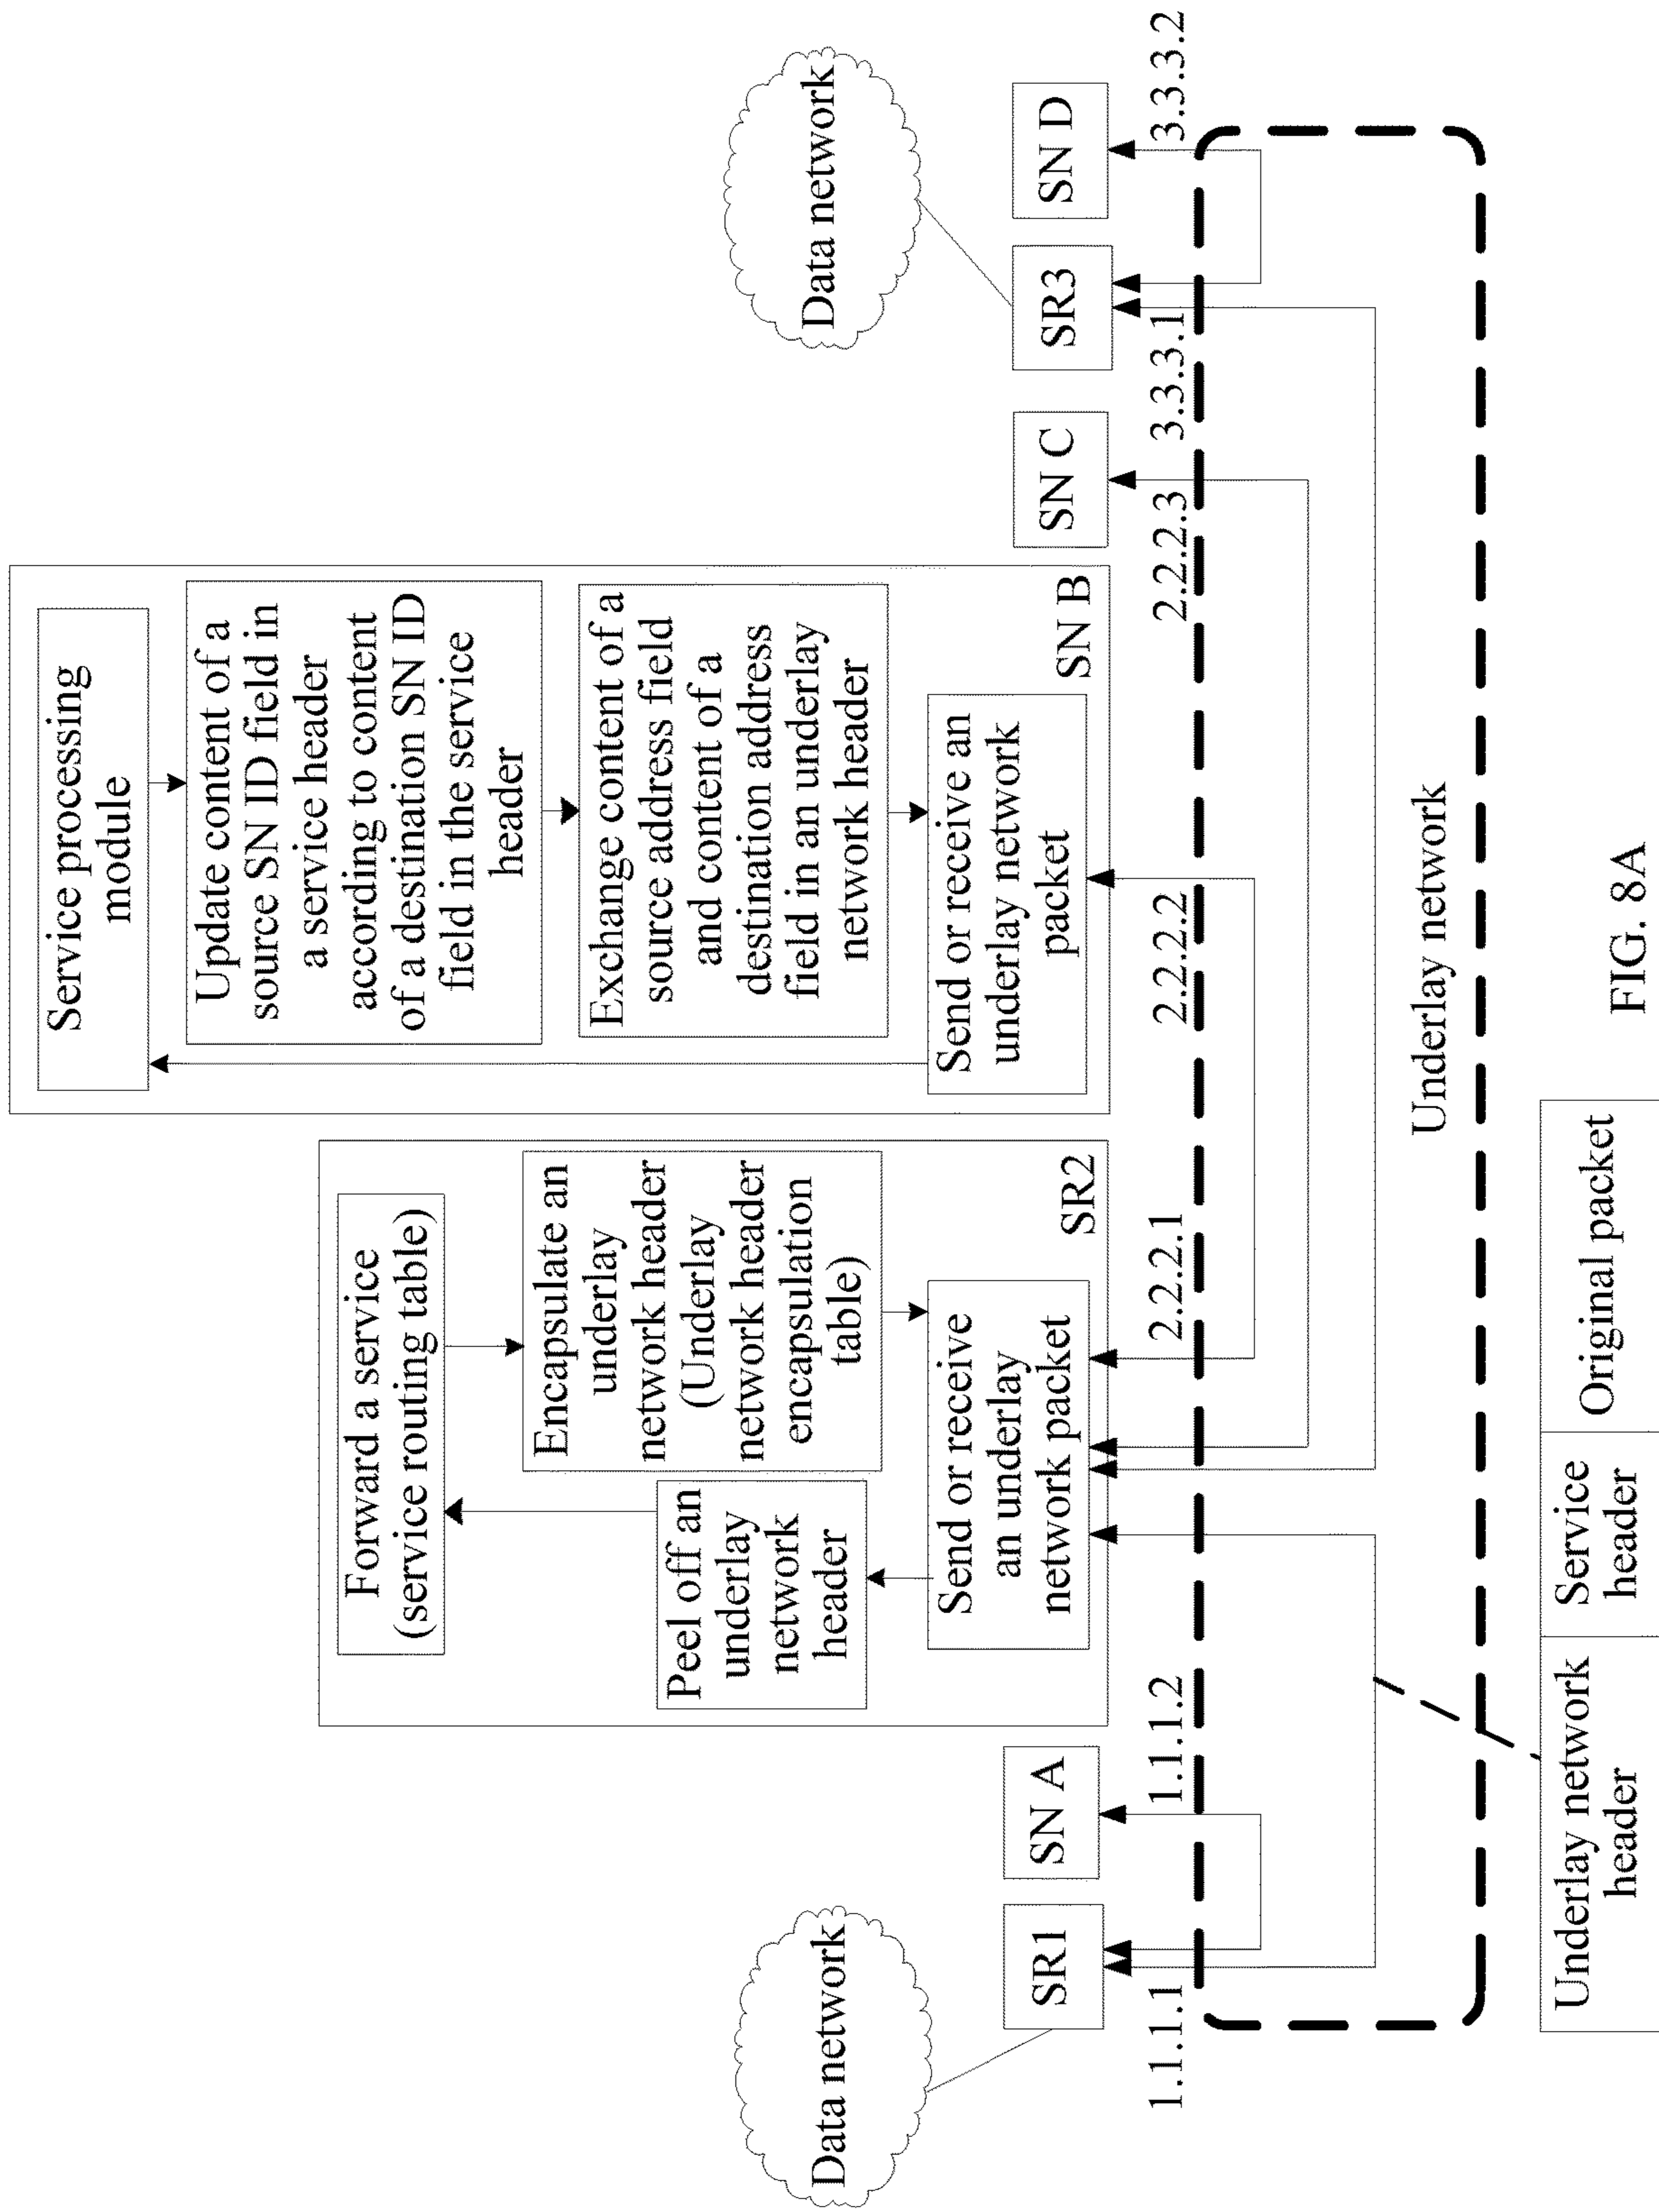 Data network
SR1
SN A
1.1.1.1
1.1.1.2
Forward a service
(service routing table)
Peel off an
underlay
network
header
Encapsulate an
underlay
network header
(Underlay
network header
encapsulation
table)
Send or receive
an underlay
network packet
SR2
2.2.2.1
Service processing
module
Update content of a
source SN ID field in
a service header
according to content
of a destination SN ID
field in the service
header
Exchange content of a
source address field
and content of a
destination address
field in an underlay
network header
Send or receive an
underlay network
packet
SN B
2.2.2.2
SN C
2.2.2.3
Data network
SR3
3.3.3.1
SN D
3.3.3.2
Underlay network
Underlay network
header
Service
header
Original packet
FIG. 8A